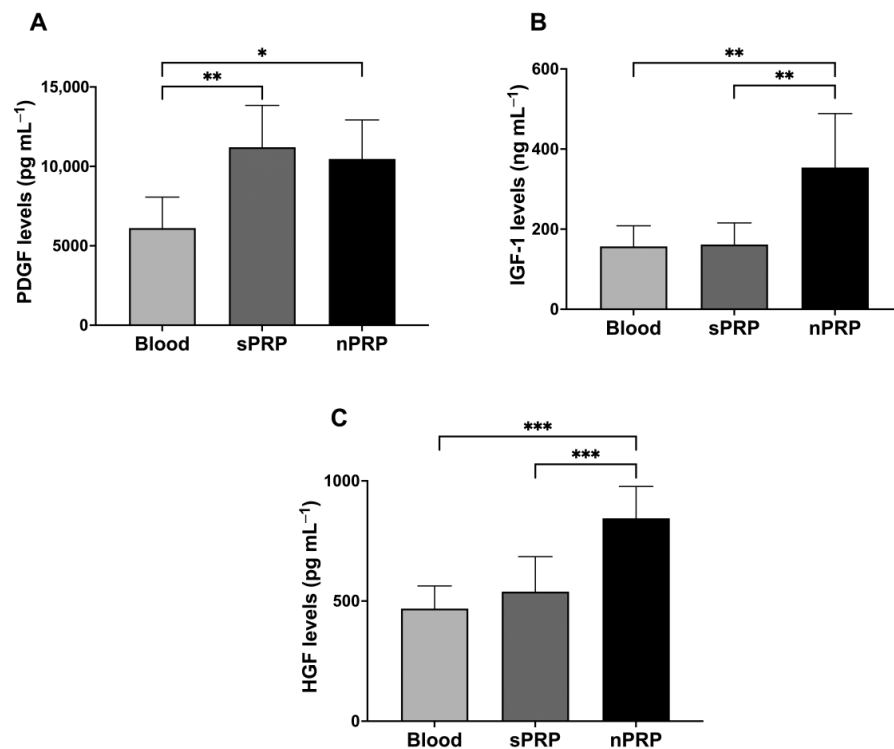 A
*
**
15,000
10,000
5000
0
PDGF levels (pg mL⁻¹)
Blood sPRP nPRP
B
**
**
600
400
200
0
IGF-1 levels (ng mL⁻¹)
Blood sPRP nPRP
C
***
***
1000
500
0
HGF levels (pg mL⁻¹)
Blood sPRP nPRP